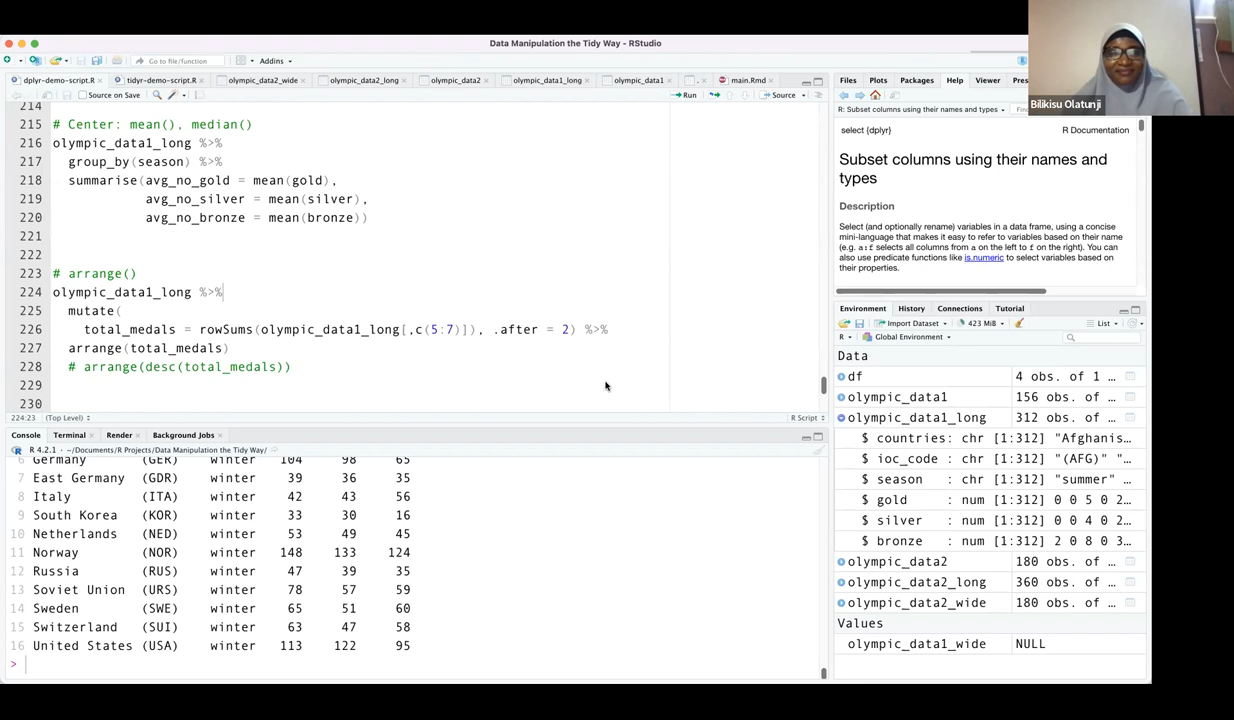 Data Manipulation the Tidy Way - RStudio
Go to file/function
Addins
dplyr-demo-script.R
tidyr-demo-script.R
olympic_data2_wide
olympic_data2_long
olympic_data2
olympic_data1_long
olympic_data1
main.Rmd
Source on Save
Run
Source
214
215 # Center: mean(), median()
216 olympic_data1_long %>%
217 group_by(season) %>%
218 summarise(avg_no_gold = mean(gold),
219 avg_no_silver = mean(silver),
220 avg_no_bronze = mean(bronze))
221
222
223 # arrange()
224 olympic_data1_long %>%
225 mutate(
226 total_medals = rowSums(olympic_data1_long[,c(5:7)]), .after = 2) %>%
227 arrange(total_medals)
228 # arrange(desc(total_medals))
229
230
224:23 (Top Level) R Script
Console Terminal Render Background Jobs
R 4.2.1 · ~/Documents/R Projects/Data Manipulation the Tidy Way/
6 Germany (GER) winter 104 98 65
7 East Germany (GDR) winter 39 36 35
8 Italy (ITA) winter 42 43 56
9 South Korea (KOR) winter 33 30 16
10 Netherlands (NED) winter 53 49 45
11 Norway (NOR) winter 148 133 124
12 Russia (RUS) winter 47 39 35
13 Soviet Union (URS) winter 78 57 59
14 Sweden (SWE) winter 65 51 60
15 Switzerland (SUI) winter 63 47 58
16 United States (USA) winter 113 122 95
>
Files Plots Packages Help Viewer Pres
R: Subset columns using their names and types
select {dplyr} R Documentation
Subset columns using their names and
types
Description
Select (and optionally rename) variables in a data frame, using a concise
mini-language that makes it easy to refer to variables based on their name
(e.g. a:f selects all columns from a on the left to f on the right). You can
also use predicate functions like is.numeric to select variables based on
their properties.
Environment History Connections Tutorial
Import Dataset 423 MiB List
R Global Environment
Data
df 4 obs. of 1 …
olympic_data1 156 obs. of …
olympic_data1_long 312 obs. of …
$ countries: chr [1:312] "Afghanis…
$ ioc_code : chr [1:312] "(AFG)" "…
$ season : chr [1:312] "summer" …
$ gold : num [1:312] 0 0 5 0 2…
$ silver : num [1:312] 0 0 4 0 2…
$ bronze : num [1:312] 2 0 8 0 3…
olympic_data2 180 obs. of …
olympic_data2_long 360 obs. of …
olympic_data2_wide 180 obs. of …
Values
olympic_data1_wide NULL
Bilikisu Olatunji